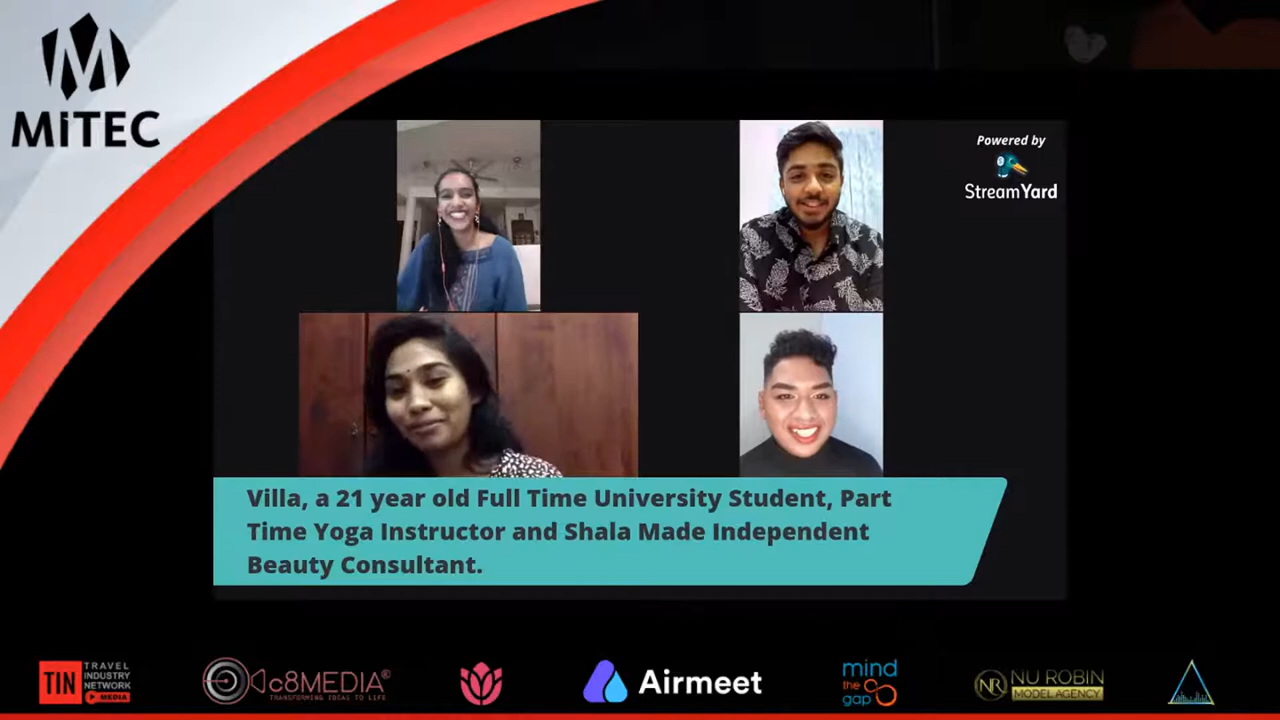 MiTEC
Powered by
StreamYard
Villa, a 21 year old Full Time University Student, Part
Time Yoga Instructor and Shala Made Independent
Beauty Consultant.
TIN
TRAVEL
INDUSTRY
NETWORK
MEDIA
c8MEDIA®
TRANSFORMING IDEAS TO LIFE
Airmeet
mind
the
gap
NR
NU ROBIN
MODEL AGENCY